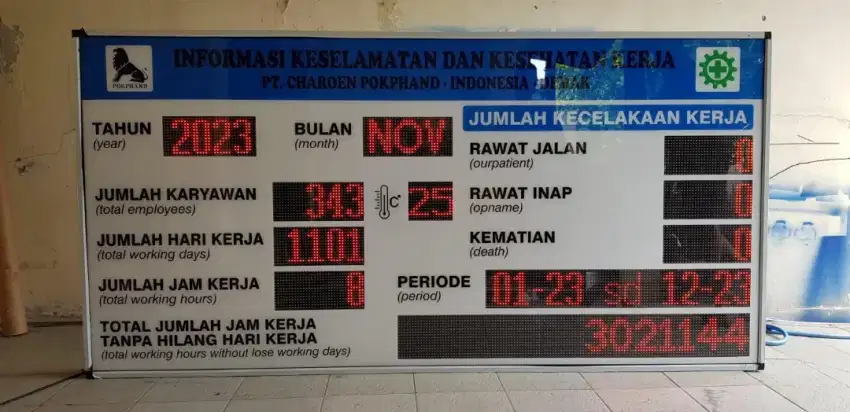 INFORMASI KESELAMATAN DAN KESEHATAN KERJA
POKPHAND
PT. CHAROEN POKPHAND - INDONESIA - DEMAK
TAHUN 2023
(year)
BULAN NOV
(month)
JUMLAH KARYAWAN 343
(total employees)
C° 25
JUMLAH HARI KERJA 1101
(total working days)
JUMLAH JAM KERJA 8
(total working hours)
JUMLAH KECELAKAAN KERJA
RAWAT JALAN 0
(ourpatient)
RAWAT INAP 0
(opname)
KEMATIAN 0
(death)
PERIODE 01-23 sd 12-23
(period)
TOTAL JUMLAH JAM KERJA
TANPA HILANG HARI KERJA 3021144
(total working hours without lose working days)